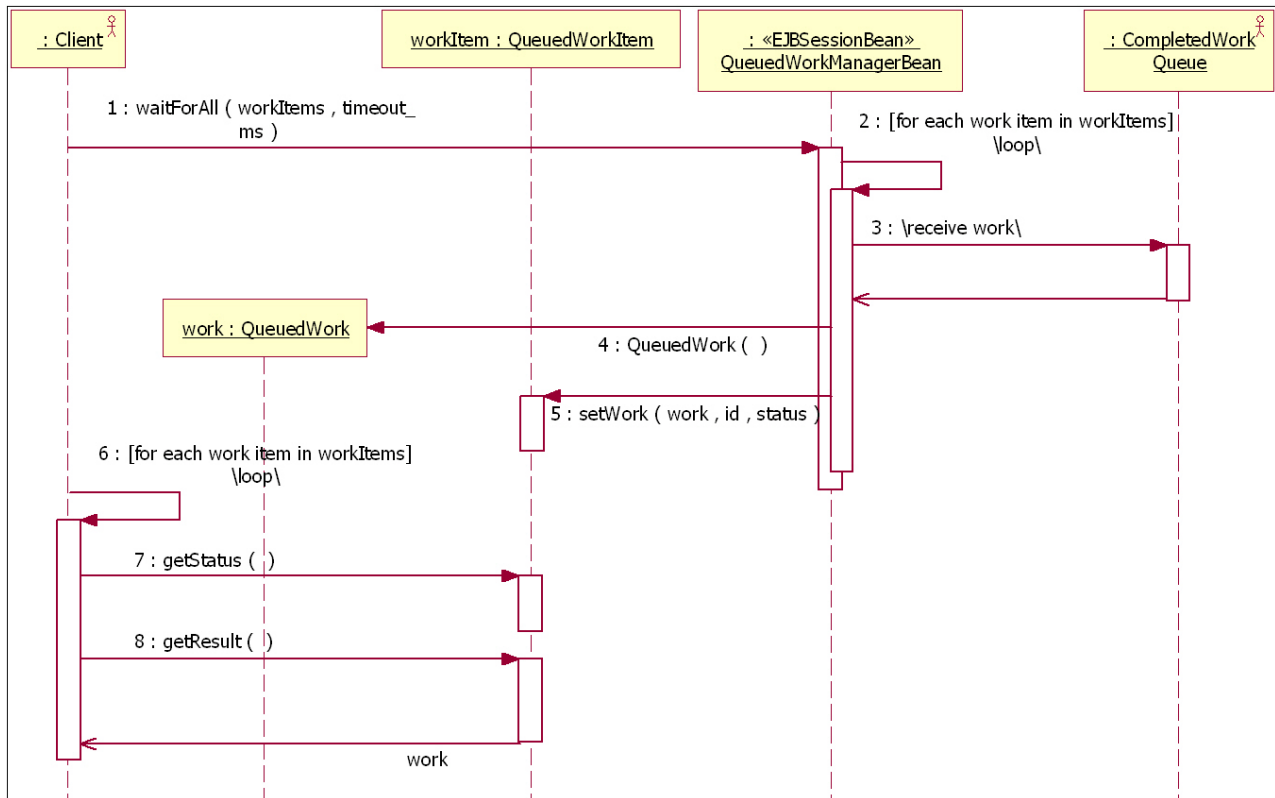 : Client
workItem : QueuedWorkItem
: «EJBSessionBean»
QueuedWorkManagerBean
: CompletedWork
Queue
1 : waitForAll ( workItems , timeout_
ms )
2 : [for each work item in workItems]
\loop\
3 : \receive work\
work : QueuedWork
4 : QueuedWork (  )
5 : setWork ( work , id , status )
6 : [for each work item in workItems]
\loop\
7 : getStatus (  )
8 : getResult (  )
work